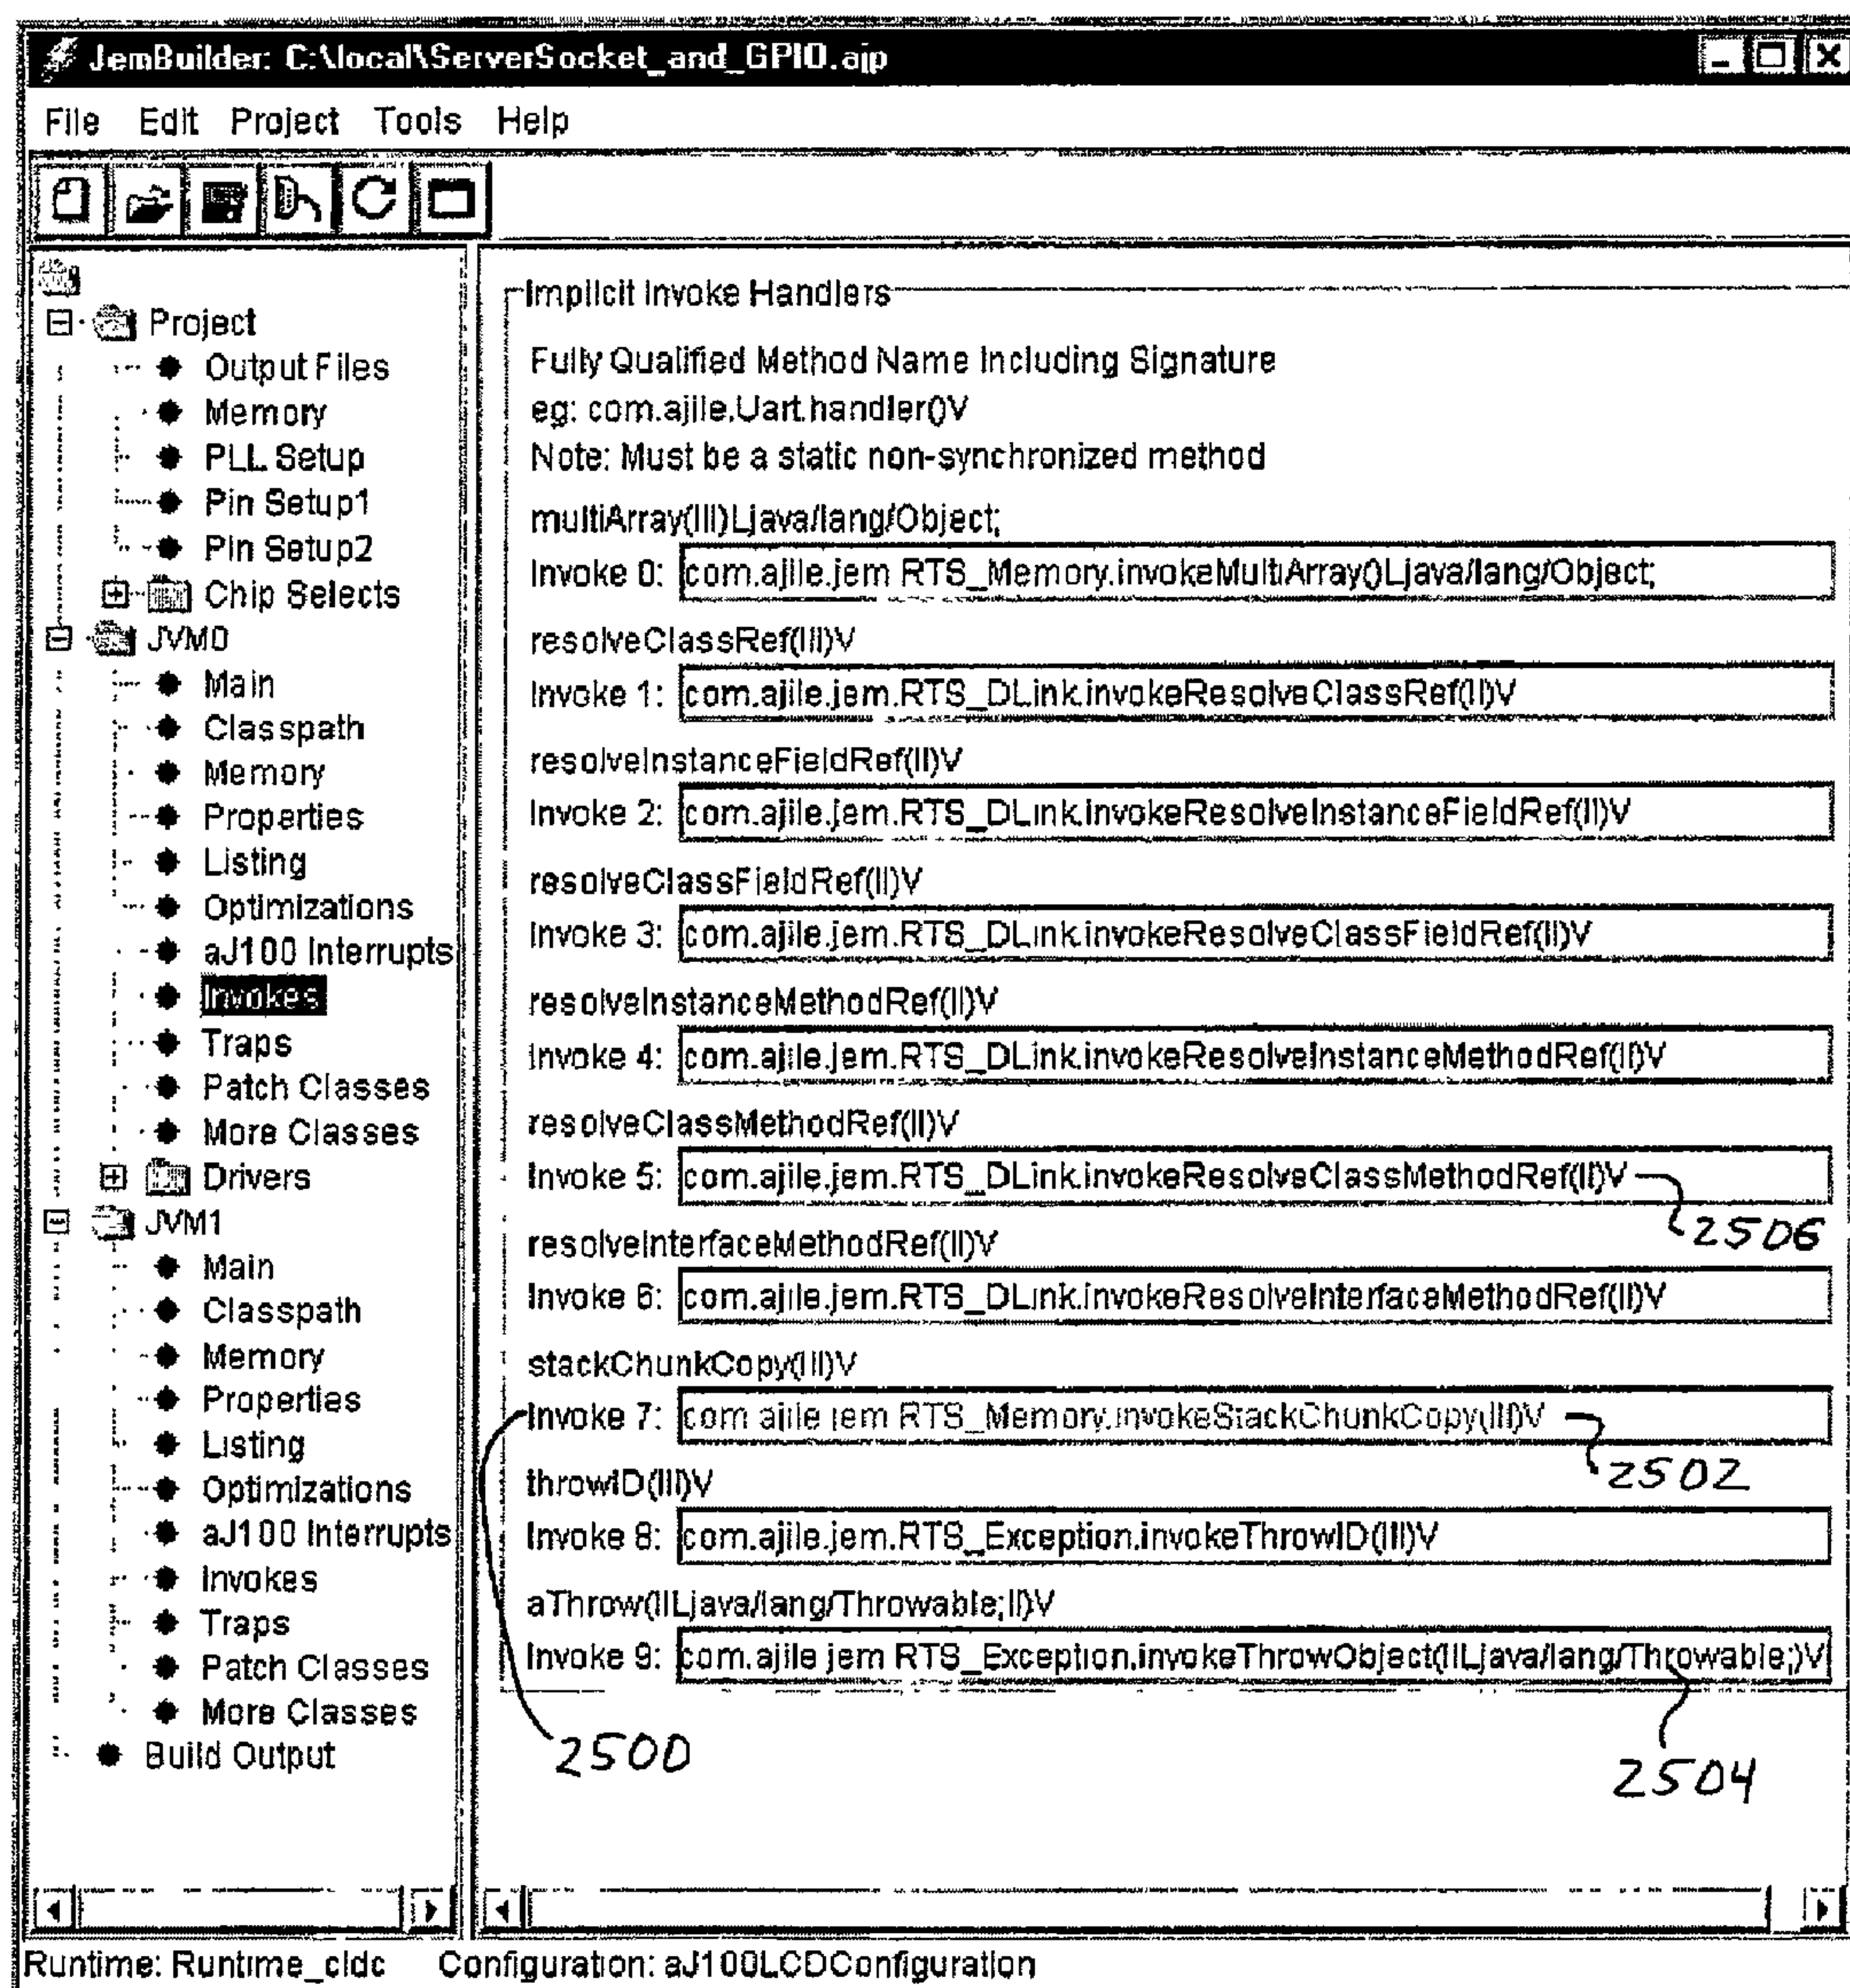 JemBuilder: C:\local\ServerSocket_and_GPIO.ajp
File Edit Project Tools Help
Project
Output Files
Memory
PLL Setup
Pin Setup1
Pin Setup2
Chip Selects
JVM0
Main
Classpath
Memory
Properties
Listing
Optimizations
aJ100 Interrupts
Invokes
Traps
Patch Classes
More Classes
Drivers
JVM1
Main
Classpath
Memory
Properties
Listing
Optimizations
aJ100 Interrupts
Invokes
Traps
Patch Classes
More Classes
Build Output
Implicit Invoke Handlers
Fully Qualified Method Name Including Signature
eg: com.ajile.Uart.handler()V
Note: Must be a static non-synchronized method
multiArray(III)Ljava/lang/Object;
Invoke 0: com.ajile.jem RTS_Memory.invokeMultiArray()Ljava/lang/Object;
resolveClassRef(III)V
Invoke 1: com.ajile.jem.RTS_DLink.invokeResolveClassRef(II)V
resolveInstanceFieldRef(II)V
Invoke 2: com.ajile.jem.RTS_DLink.invokeResolveInstanceFieldRef(II)V
resolveClassFieldRef(II)V
Invoke 3: com.ajile.jem.RTS_DLink.invokeResolveClassFieldRef(II)V
resolveInstanceMethodRef(II)V
Invoke 4: com.ajile.jem.RTS_DLink.invokeResolveInstanceMethodRef(II)V
resolveClassMethodRef(II)V
Invoke 5: com.ajile.jem.RTS_DLink.invokeResolveClassMethodRef(II)V
2506
resolveInterfaceMethodRef(II)V
Invoke 6: com.ajile.jem.RTS_DLink.invokeResolveInterfaceMethodRef(II)V
stackChunkCopy(III)V
Invoke 7: com ajile jem RTS_Memory.invokeStackChunkCopy(III)V
2502
throwID(III)V
Invoke 8: com.ajile.jem.RTS_Exception.invokeThrowID(III)V
aThrow(IILjava/lang/Throwable;II)V
Invoke 9: com.ajile jem RTS_Exception.invokeThrowObject(IILjava/lang/Throwable;)V
2500
2504
Runtime: Runtime_cldc Configuration: aJ100LCDConfiguration